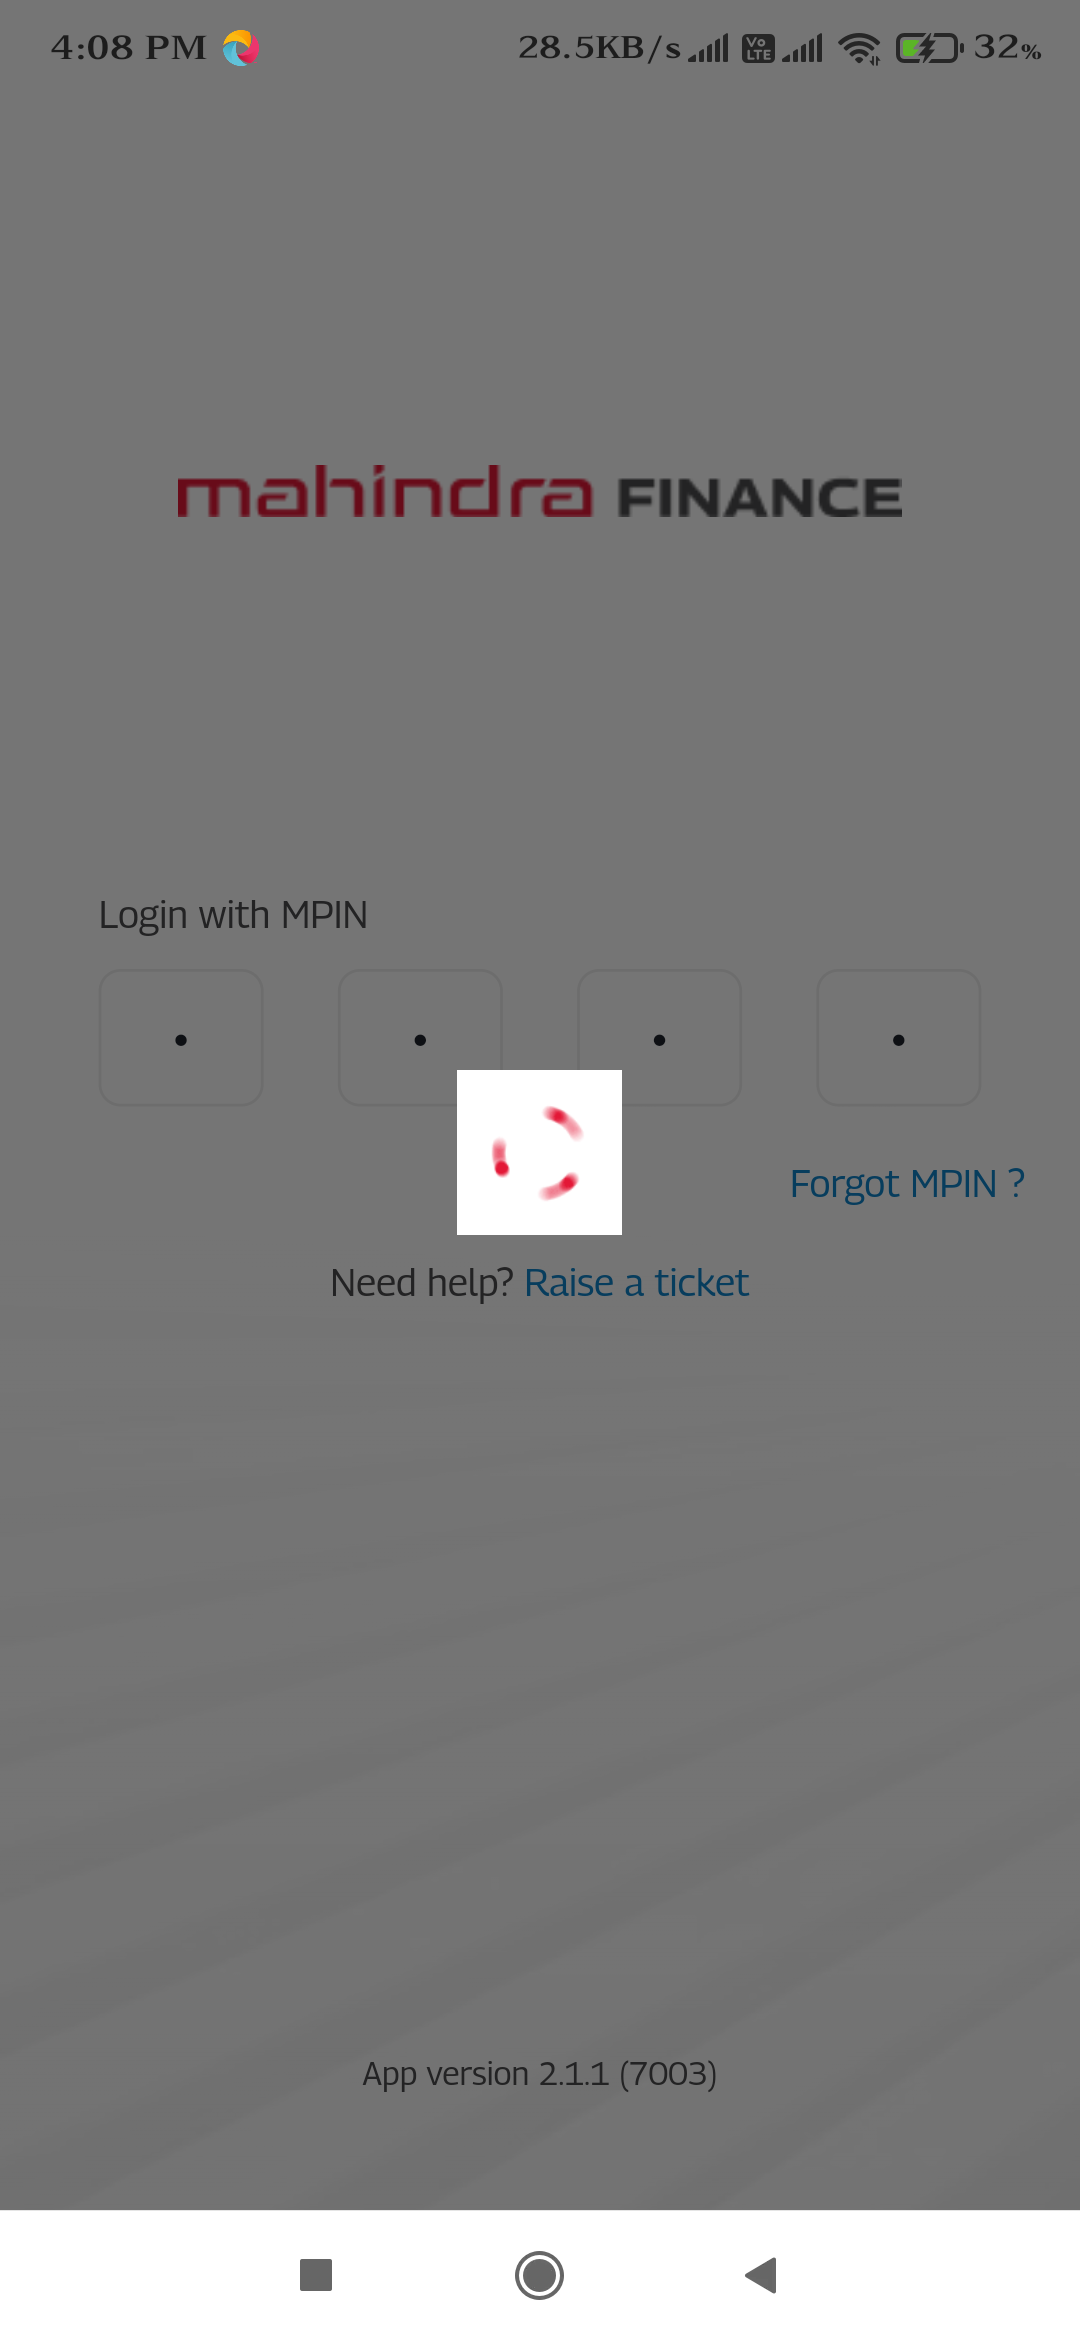 4:08 PM 28.5KB/s Vo LTE 32%
mahindra FINANCE
Login with MPIN
Forgot MPIN ?
Need help? Raise a ticket
App version 2.1.1 (7003)